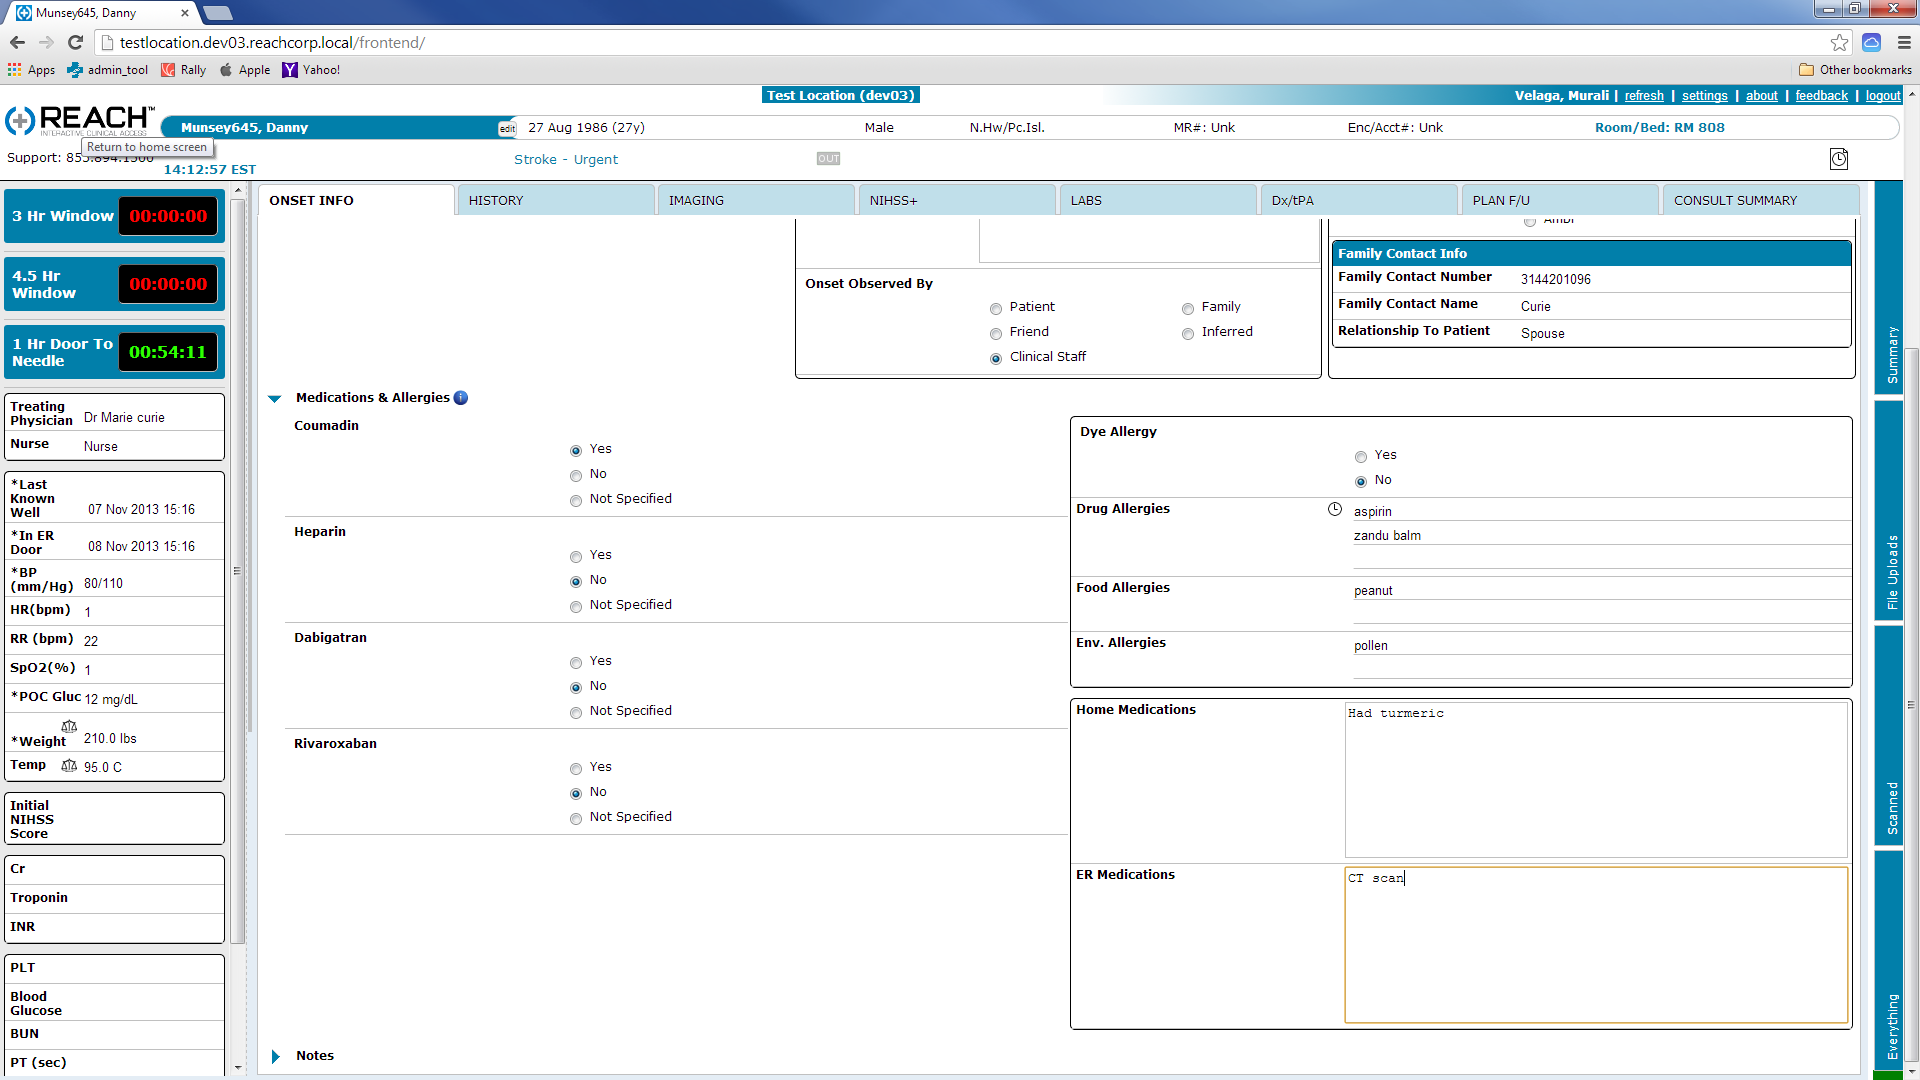 Munsey645, Danny
testlocation.dev03.reachcorp.local/frontend/
Apps admin_tool Rally Apple Yahoo! Other bookmarks
Test Location (dev03) Velaga, Murali | refresh | settings | about | feedback | logout
REACH™
INTERACTIVE CLINICAL ACCESS
Munsey645, Danny edit 27 Aug 1986 (27y) Male N.Hw/Pc.Isl. MR#: Unk Enc/Acct#: Unk Room/Bed: RM 808
Return to home screen
Support: 855.894.1560
14:12:57 EST
Stroke - Urgent OUT
ONSET INFO HISTORY IMAGING NIHSS+ LABS Dx/tPA PLAN F/U CONSULT SUMMARY
3 Hr Window 00:00:00
4.5 Hr Window 00:00:00
1 Hr Door To Needle 00:54:11
Treating Physician Dr Marie curie
Nurse Nurse
*Last Known Well 07 Nov 2013 15:16
*In ER Door 08 Nov 2013 15:16
*BP (mm/Hg) 80/110
HR(bpm) 1
RR (bpm) 22
SpO2(%) 1
*POC Gluc 12 mg/dL
*Weight 210.0 lbs
Temp 95.0 C
Initial NIHSS Score
Cr
Troponin
INR
PLT
Blood Glucose
BUN
PT (sec)
Onset Observed By
Patient Family
Friend Inferred
Clinical Staff
Ambi
Family Contact Info
Family Contact Number 3144201096
Family Contact Name Curie
Relationship To Patient Spouse
Medications & Allergies
Coumadin
Yes
No
Not Specified
Heparin
Yes
No
Not Specified
Dabigatran
Yes
No
Not Specified
Rivaroxaban
Yes
No
Not Specified
Dye Allergy
Yes
No
Drug Allergies aspirin
zandu balm
Food Allergies peanut
Env. Allergies pollen
Home Medications Had turmeric
ER Medications CT scan
Notes
Summary
File Uploads
Scanned
Everything